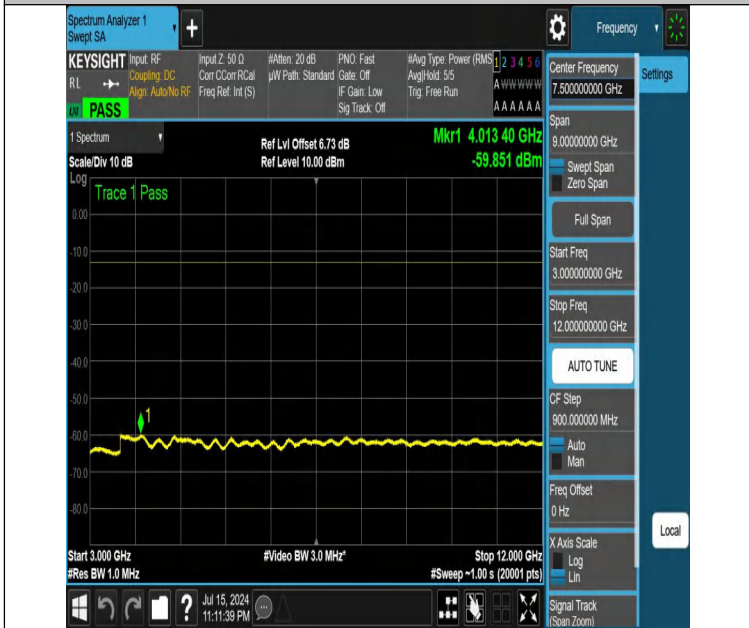 Spectrum Analyzer 1
Swept SA
Frequency
KEYSIGHT
RL
PASS
Input: RF
Coupling: DC
Align: Auto/No RF
Input Z: 50 Ω
Corr CCorr RCal
Freq Ref: Int (S)
#Atten: 20 dB
µW Path: Standard
PNO: Fast
Gate: Off
IF Gain: Low
Sig Track: Off
#Avg Type: Power (RMS
Avg|Hold: 5/5
Trig: Free Run
1 2 3 4 5 6
A W W W W W
A A A A A A
1 Spectrum
Scale/Div 10 dB
Ref Lvl Offset 6.73 dB
Ref Level 10.00 dBm
Mkr1 4.013 40 GHz
-59.851 dBm
Log
Trace 1 Pass
0.00
-10.0
-20.0
-30.0
-40.0
-50.0
-60.0
-70.0
-80.0
1
Start 3.000 GHz
#Res BW 1.0 MHz
#Video BW 3.0 MHz*
Stop 12.000 GHz
#Sweep ~1.00 s (20001 pts)
Center Frequency
7.500000000 GHz
Settings
Span
9.00000000 GHz
Swept Span
Zero Span
Full Span
Start Freq
3.000000000 GHz
Stop Freq
12.000000000 GHz
AUTO TUNE
CF Step
900.000000 MHz
Auto
Man
Freq Offset
0 Hz
X Axis Scale
Log
Lin
Local
Signal Track
(Span Zoom)
?
Jul 15, 2024
11:11:39 PM